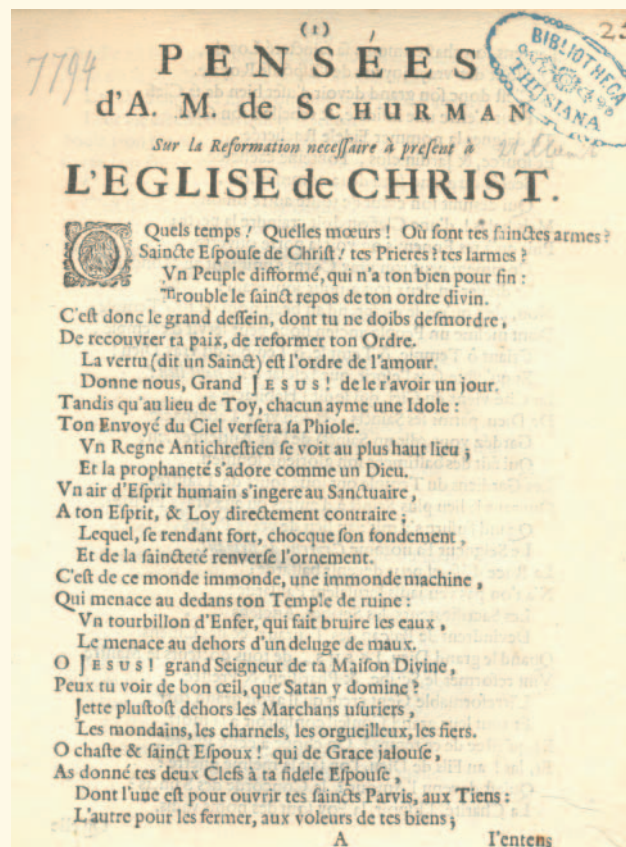 (1)
7794
BIBLIOTHECA
THYSIANA
PENSÉES
d'A. M. de SCHURMAN
Sur la Reformation necessaire à present à
L'EGLISE de CHRIST.
O Quels temps! Quelles mœurs! Où sont tes sainctes armes?
Saincte Espouse de Christ! tes Prieres? tes larmes?
Vn Peuple difformé, qui n'a ton bien pour fin:
Trouble le sainct repos de ton ordre divin.
C'est donc le grand dessein, dont tu ne doibs desmordre,
De recouvrer ta paix, de reformer ton Ordre.
La vertu (dit un Sainct) est l'ordre de l'amour.
Donne nous, Grand JESUS! de le r'avoir un jour.
Tandis qu'au lieu de Toy, chacun ayme une Idole:
Ton Envoyé du Ciel versera sa Phiole.
Vn Regne Antichrestien se voit au plus haut lieu;
Et la prophaneté s'adore comme un Dieu.
Vn air d'Esprit humain s'ingere au Sanctuaire,
A ton Esprit, & Loy directement contraire;
Lequel, se rendant fort, chocque son fondement,
Et de la saincteté renverse l'ornement.
C'est de ce monde immonde, une immonde machine,
Qui menace au dedans ton Temple de ruine:
Vn tourbillon d'Enfer, qui fait bruire les eaux,
Le menace au dehors d'un deluge de maux.
O JESUS! grand Seigneur de ta Maison Divine,
Peux tu voir de bon œil, que Satan y domine?
Jette plustost dehors les Marchans usuriers,
Les mondains, les charnels, les orgueilleux, les fiers.
O chaste & sainct Espoux! qui de Grace jalouse,
As donné tes deux Clefs à ta fidele Espouse,
Dont l'une est pour ouvrir tes saincts Parvis, aux Tiens:
L'autre pour les fermer, aux voleurs de tes biens;
A I'entens